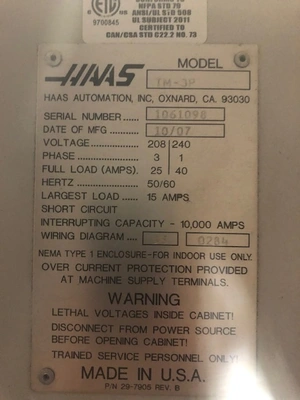 ETL
9700845
NFPA STD 79
ANSI/UL STD 508
UL SUBJECT 2011
CERTIFIED TO
CAN/CSA STD C22.2 NO. 73
HAAS
MODEL
TM-3P
HAAS AUTOMATION, INC, OXNARD, CA. 93030
SERIAL NUMBER 1061098
DATE OF MFG 10/07
VOLTAGE 208 240
PHASE 3 1
FULL LOAD (AMPS) 25 40
HERTZ 50/60
LARGEST LOAD - 15 AMPS
SHORT CIRCUIT
INTERRUPTING CAPACITY - 10,000 AMPS
WIRING DIAGRAM 0284
NEMA TYPE 1 ENCLOSURE-FOR INDOOR USE ONLY.
OVER CURRENT PROTECTION PROVIDED
AT MACHINE SUPPLY TERMINALS.
WARNING
LETHAL VOLTAGES INSIDE CABINET!
DISCONNECT FROM POWER SOURCE
BEFORE OPENING CABINET!
TRAINED SERVICE PERSONNEL ONLY!
MADE IN U.S.A.
P/N 29-7805 REV. B